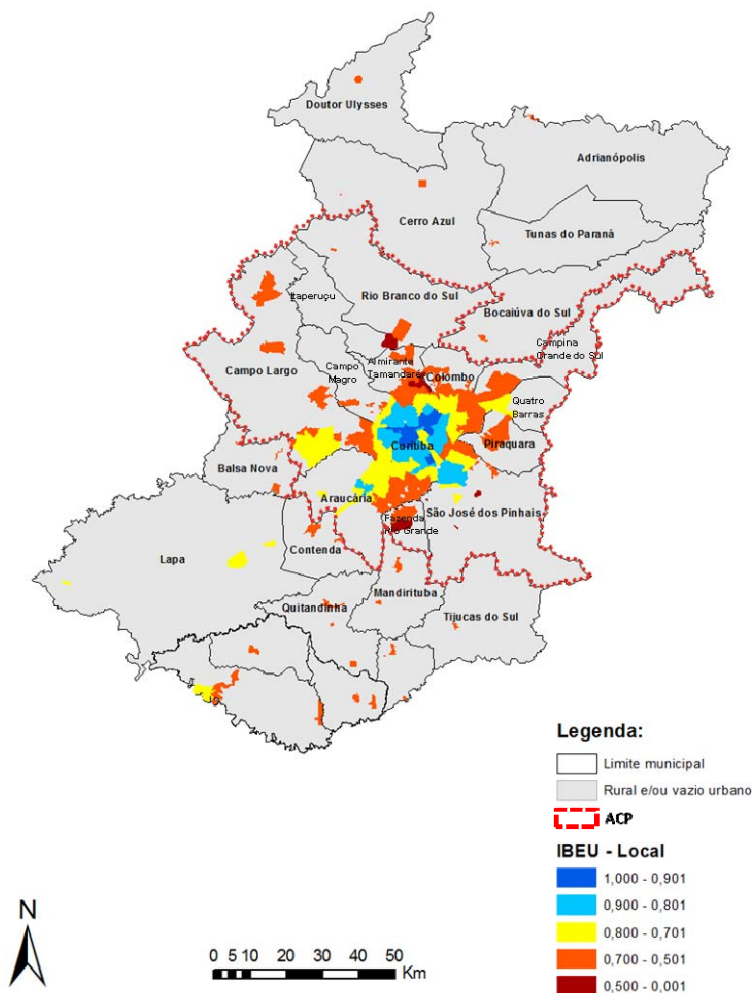 Doutor Ulysses
Adrianópolis
Cerro Azul
Tunas do Paraná
Itaperuçu
Rio Branco do Sul
Bocaiúva do Sul
Campina
Grande do Sul
Campo Largo
Campo
Magro
Almirante
Tamandaré
Colombo
Quatro
Barras
Curitiba
Piraquara
Balsa Nova
Araucária
Fazenda
Rio Grande
São José dos Pinhais
Lapa
Contenda
Mandirituba
Quitandinha
Tijucas do Sul
Legenda:
Limite municipal
Rural e/ou vazio urbano
ACP
IBEU - Local
1,000 - 0,901
0,900 - 0,801
0,800 - 0,701
0,700 - 0,501
0,500 - 0,001
N
0 5 10 20 30 40 50
Km